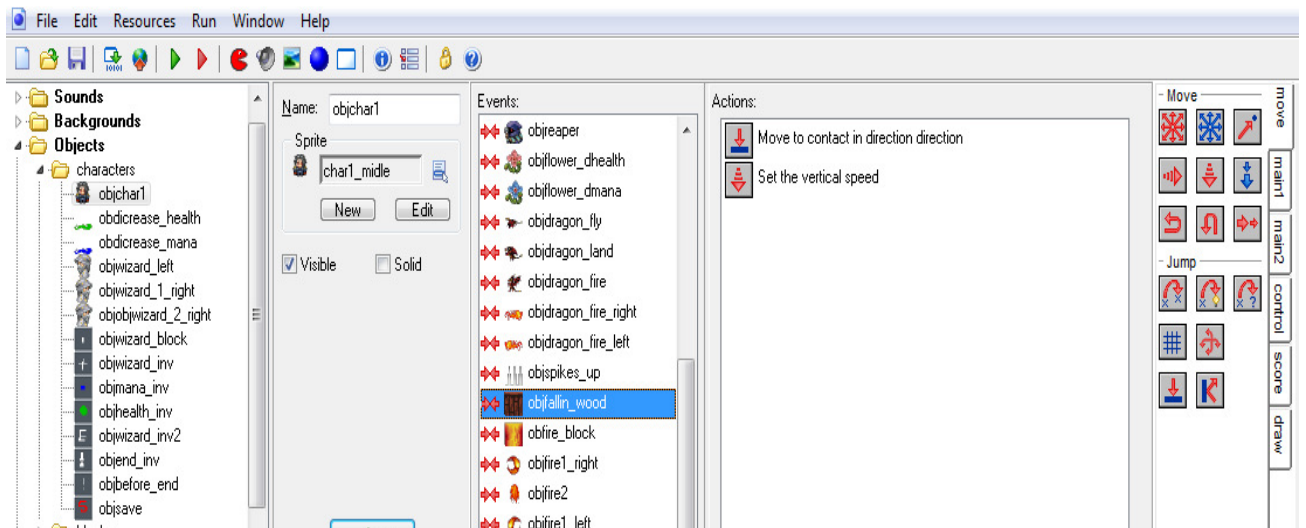 File Edit Resources Run Window Help
Sounds
Backgrounds
Objects
characters
objchar1
obdicrease_health
obdicrease_mana
objwizard_left
objwizard_1_right
objobjwizard_2_right
objwizard_block
objwizard_inv
objmana_inv
objhealth_inv
objwizard_inv2
objend_inv
objbefore_end
objsave
Name: objchar1
Sprite
char1_midle
New Edit
Visible Solid
Events:
objreaper
objflower_dhealth
objflower_dmana
objdragon_fly
objdragon_land
objdragon_fire
objdragon_fire_right
objdragon_fire_left
objspikes_up
objfallin_wood
obfire_block
objfire1_right
objfire2
objfire1_left
Actions:
Move to contact in direction direction
Set the vertical speed
Move
Jump
move
main1
main2
control
score
draw